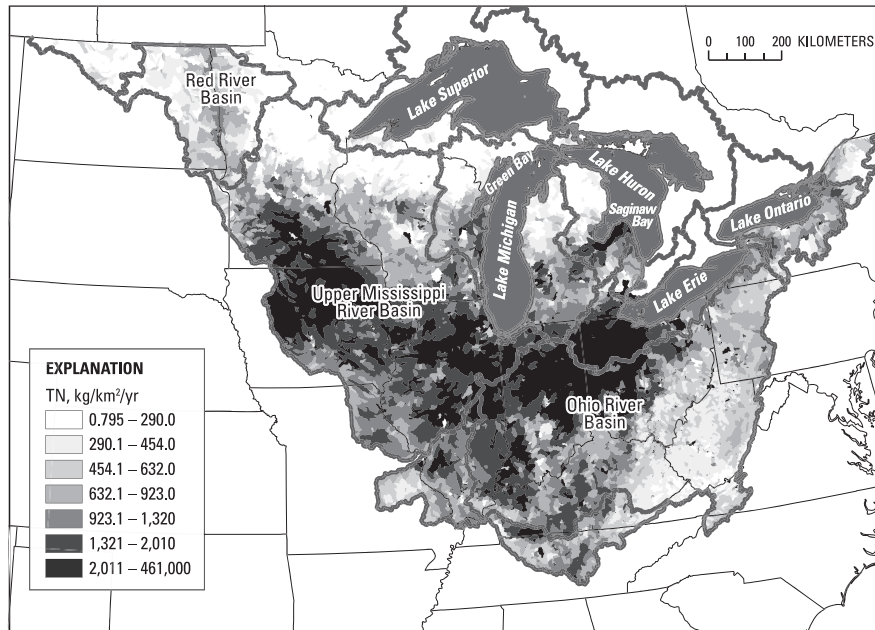 0 100 200 KILOMETERS
Red River
Basin
Lake Superior
Green Bay
Lake Huron
Saginaw
Bay
Lake Ontario
Lake Michigan
Lake Erie
Upper Mississippi
River Basin
Ohio River
Basin
EXPLANATION
TN, kg/km²/yr
0.795 – 290.0
290.1 – 454.0
454.1 – 632.0
632.1 – 923.0
923.1 – 1,320
1,321 – 2,010
2,011 – 461,000